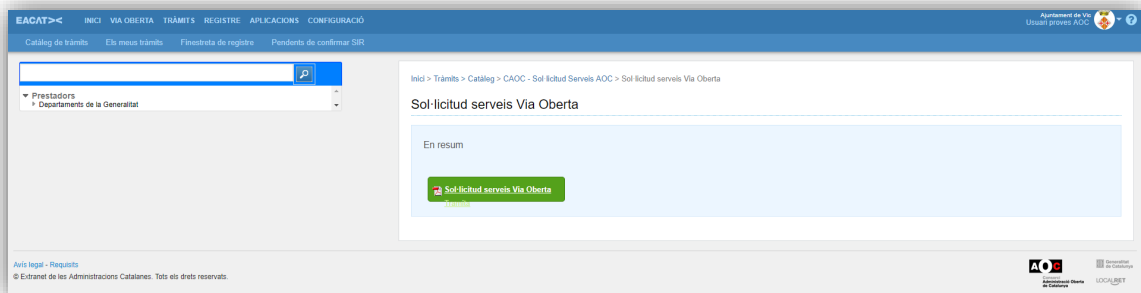 EACAT
INICI VIA OBERTA TRÀMITS REGISTRE APLICACIONS CONFIGURACIÓ
Ajuntament de Vic
Usuari proves AOC
Catàleg de tràmits Els meus tràmits Finestreta de registre Pendents de confirmar SIR
Prestadors
Departaments de la Generalitat
Inici > Tràmits > Catàleg > CAOC - Sol·licitud Serveis AOC > Sol·licitud serveis Via Oberta
Sol·licitud serveis Via Oberta
En resum
Sol·licitud serveis Via Oberta
Tramita
Avís legal - Requisits
© Extranet de les Administracions Catalanes. Tots els drets reservats.
AOC
Consorci
Administració Oberta
de Catalunya
Generalitat
de Catalunya
LOCALRET